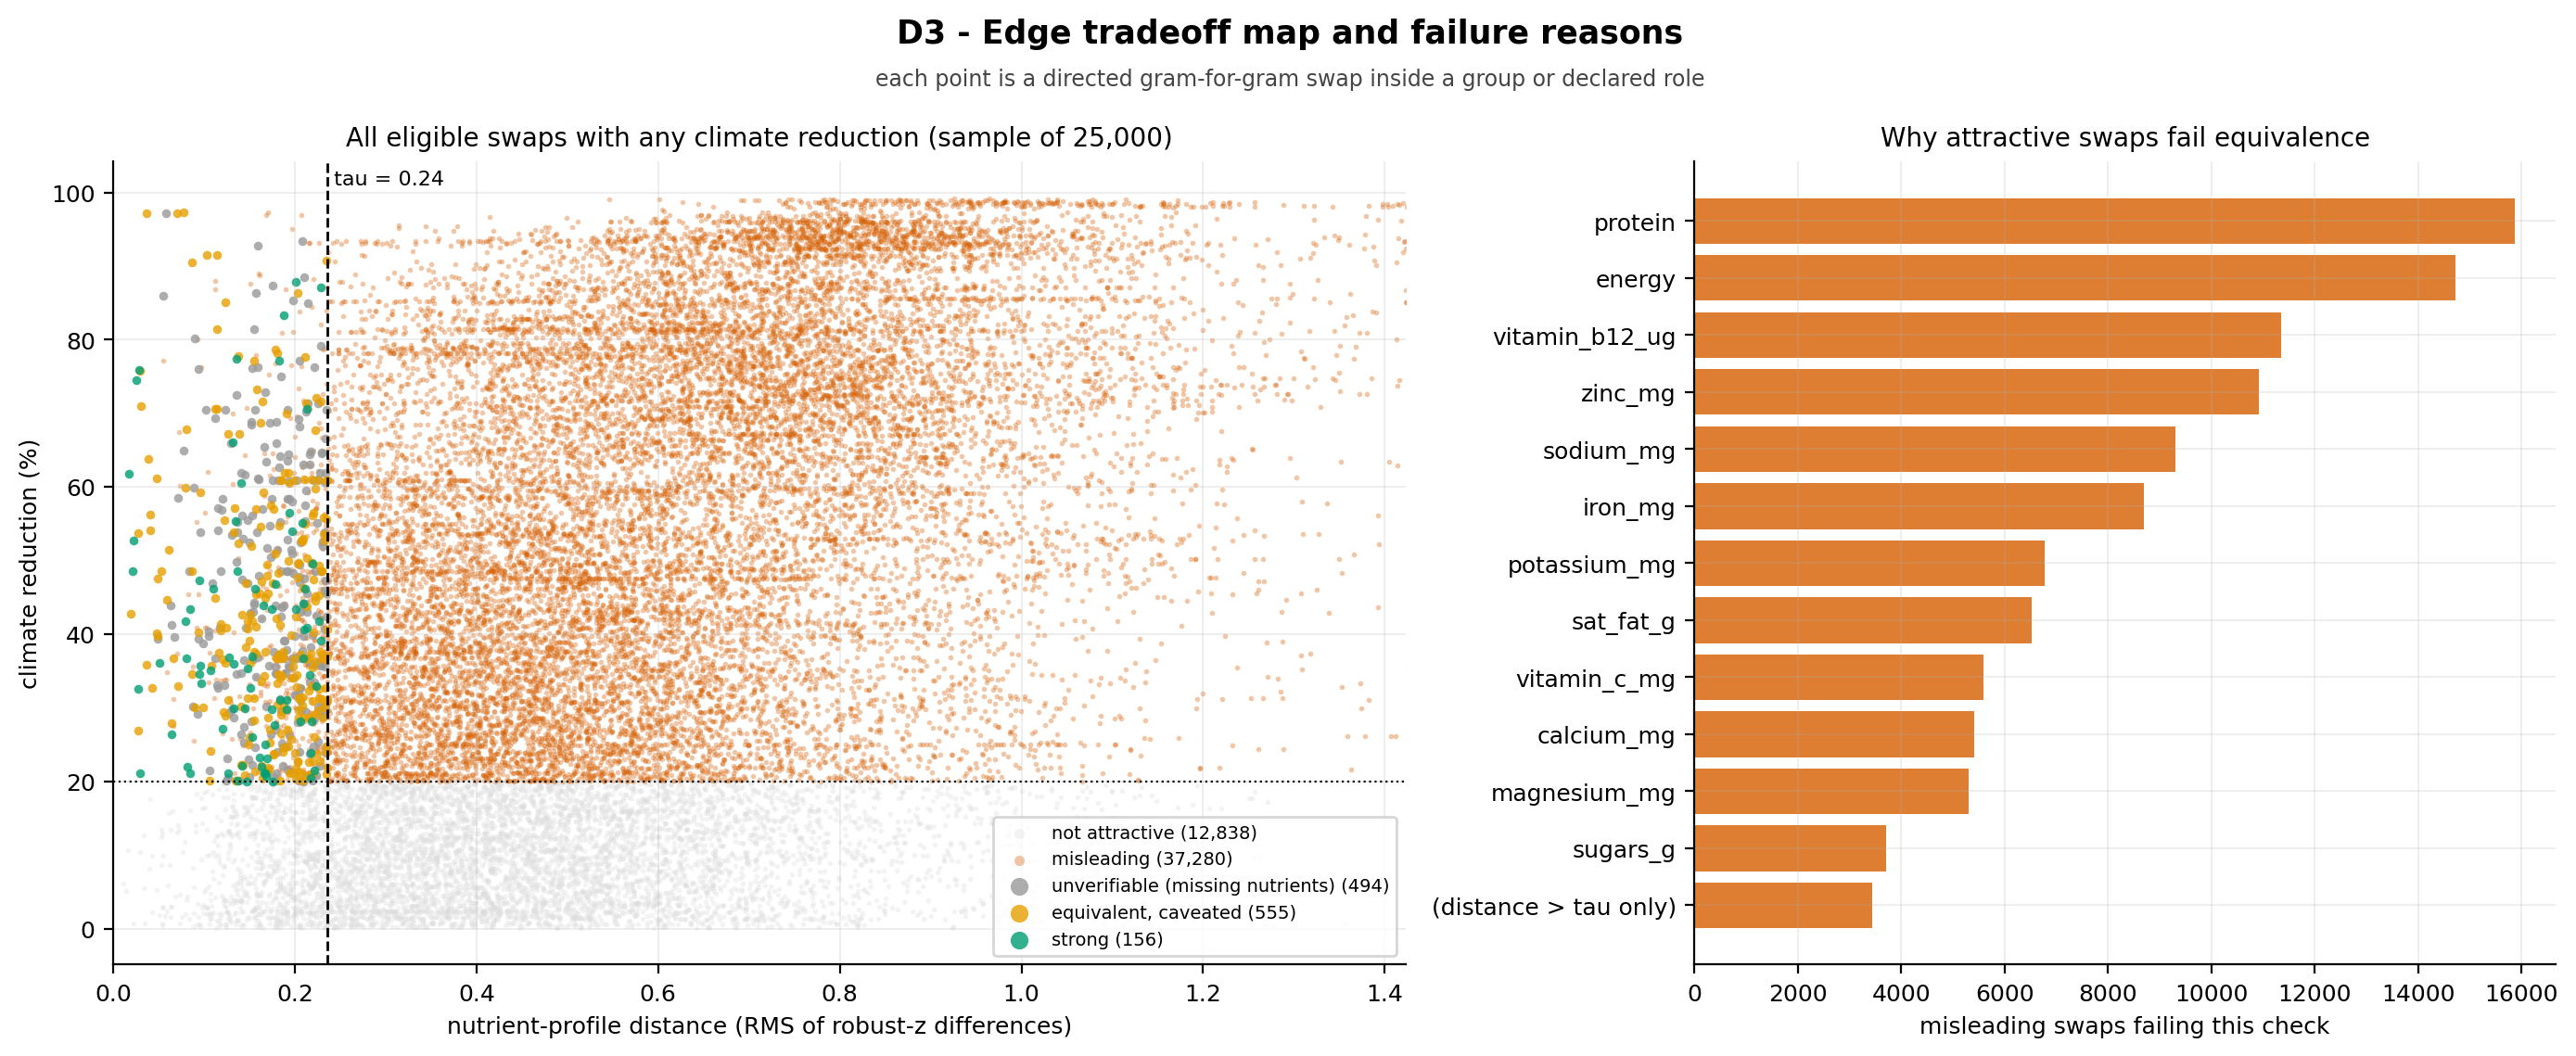 D3 - Edge tradeoff map and failure reasons
each point is a directed gram-for-gram swap inside a group or declared role
All eligible swaps with any climate reduction (sample of 25,000)
tau = 0.24
climate reduction (%)
100
80
60
40
20
0
0.0 0.2 0.4 0.6 0.8 1.0 1.2 1.4
nutrient-profile distance (RMS of robust-z differences)
not attractive (12,838)
misleading (37,280)
unverifiable (missing nutrients) (494)
equivalent, caveated (555)
strong (156)
Why attractive swaps fail equivalence
protein
energy
vitamin_b12_ug
zinc_mg
sodium_mg
iron_mg
potassium_mg
sat_fat_g
vitamin_c_mg
calcium_mg
magnesium_mg
sugars_g
(distance > tau only)
0 2000 4000 6000 8000 10000 12000 14000 16000
misleading swaps failing this check